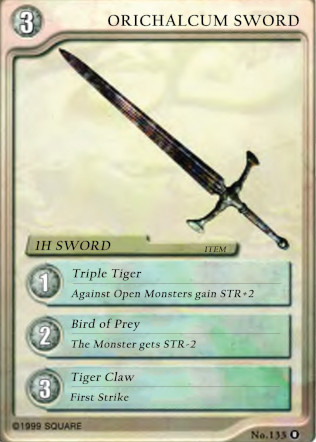 3
ORICHALCUM SWORD
1H SWORD
ITEM
1
Triple Tiger
Against Open Monsters gain STR+2
2
Bird of Prey
The Monster gets STR-2
3
Tiger Claw
First Strike
©1999 SQUARE
No.135 O